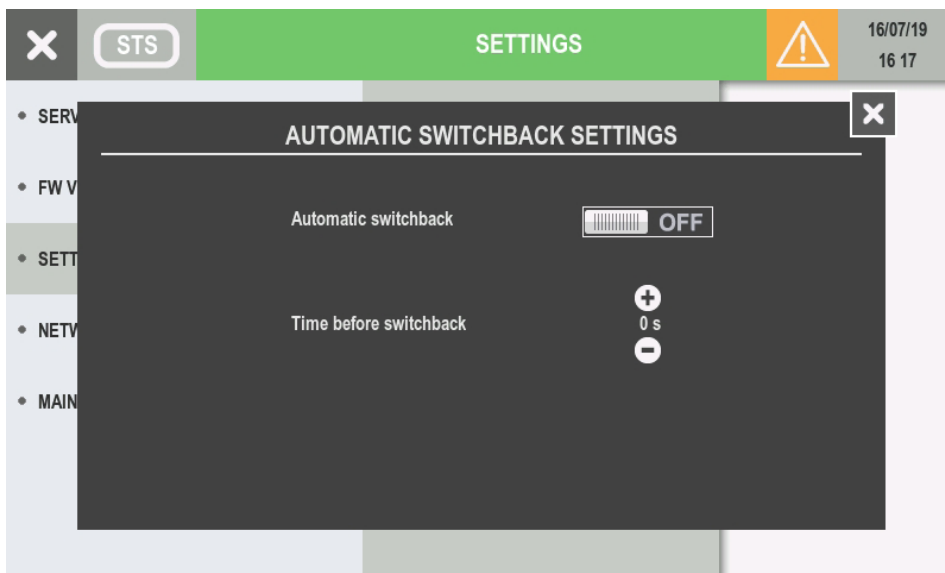 STS
SETTINGS
16/07/19
16 17
SERV
FW V
SETT
NETW
MAIN
AUTOMATIC SWITCHBACK SETTINGS
Automatic switchback
OFF
Time before switchback
0 s